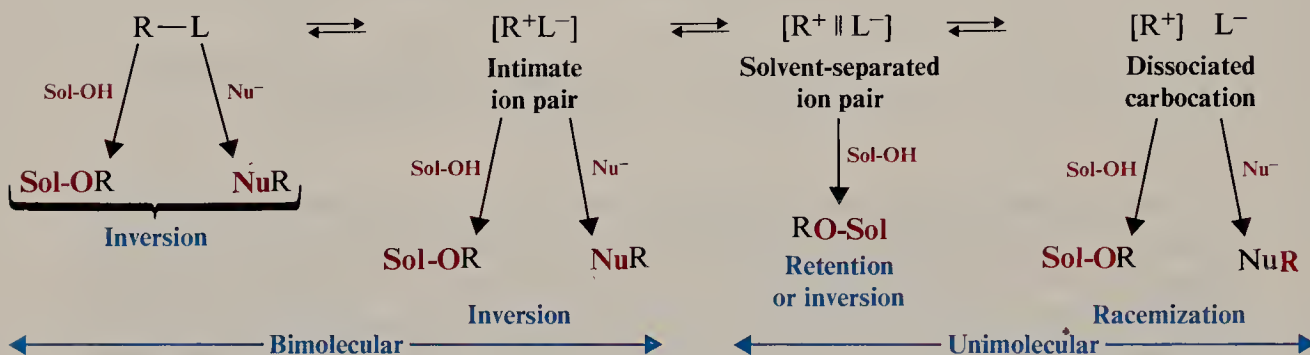 R—L ⇌ [R⁺L⁻] ⇌ [R⁺ ‖ L⁻] ⇌ [R⁺] L⁻
Intimate ion pair
Solvent-separated ion pair
Dissociated carbocation
Sol-OH Nu⁻
Sol-OH Nu⁻
Sol-OH
Sol-OH Nu⁻
Sol-OR NuR
Inversion
Sol-OR NuR
Inversion
RO-Sol
Retention or inversion
Sol-OR NuR
Racemization
Bimolecular
Unimolecular